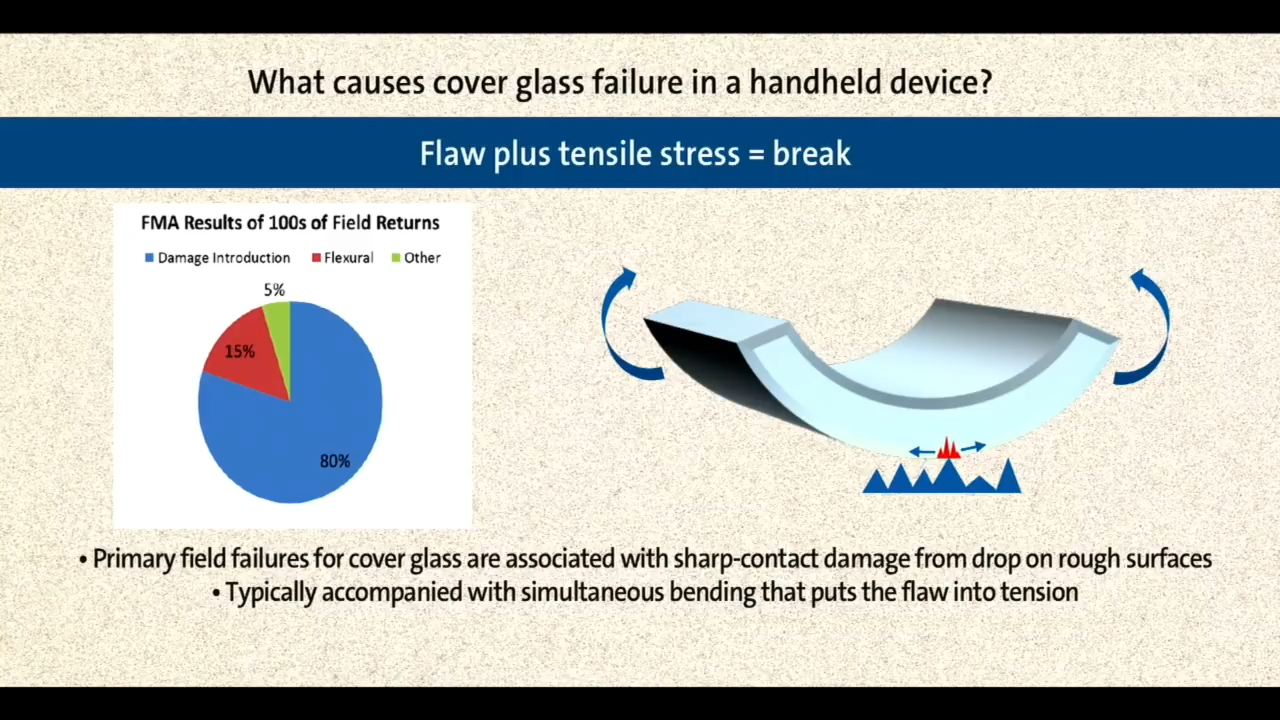 What causes cover glass failure in a handheld device?
Flaw plus tensile stress = break
FMA Results of 100s of Field Returns
Damage Introduction Flexural Other
5%
15%
80%
• Primary field failures for cover glass are associated with sharp-contact damage from drop on rough surfaces
• Typically accompanied with simultaneous bending that puts the flaw into tension